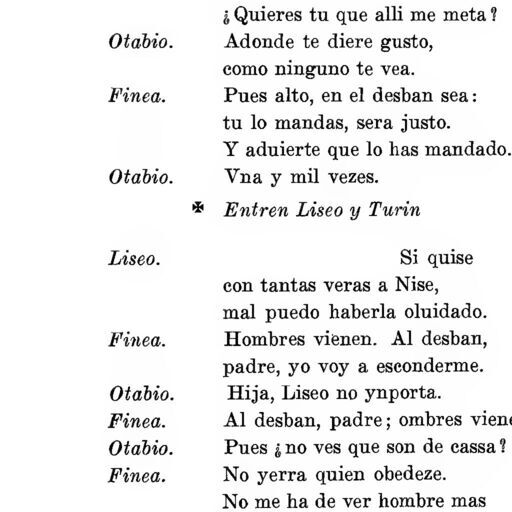 ¿Quieres tu que alli me meta?
Otabio. Adonde te diere gusto,
como ninguno te vea.
Finea. Pues alto, en el desban sea:
tu lo mandas, sera justo.
Y aduierte que lo has mandado.
Otabio. Vna y mil vezes.
✠ Entren Liseo y Turin
Liseo. Si quise
con tantas veras a Nise,
mal puedo haberla oluidado.
Finea. Hombres vienen. Al desban,
padre, yo voy a esconderme.
Otabio. Hija, Liseo no ynporta.
Finea. Al desban, padre; ombres viene
Otabio. Pues ¿no ves que son de cassa?
Finea. No yerra quien obedeze.
No me ha de ver hombre mas